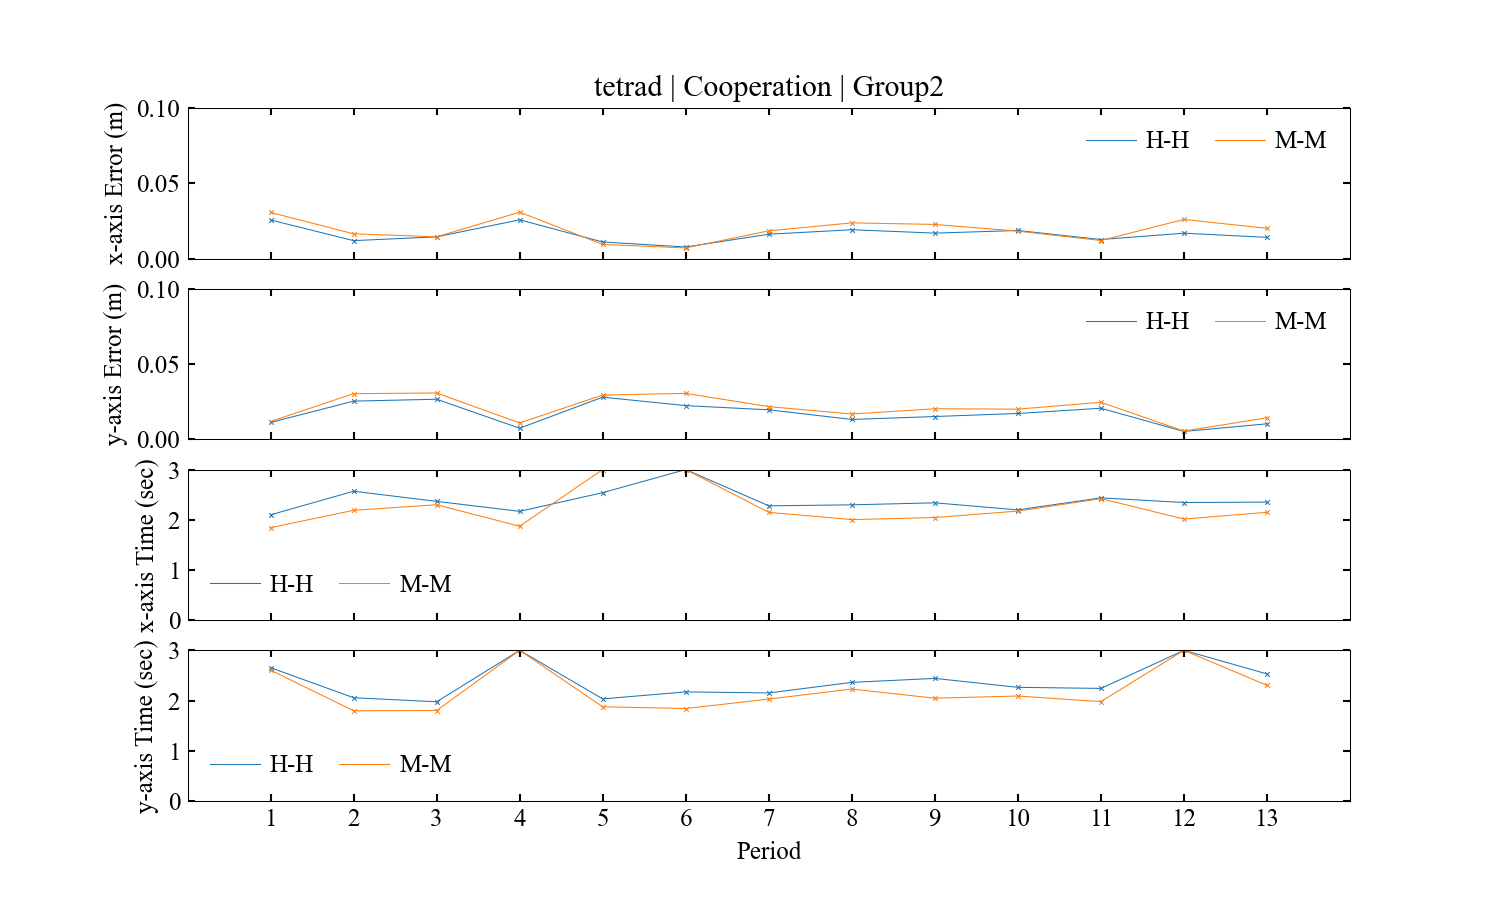 tetrad | Cooperation | Group2
x-axis Error (m)
0.10
0.05
0.00
H-H M-M
y-axis Error (m)
0.10
0.05
0.00
H-H M-M
x-axis Time (sec)
3
2
1
0
H-H M-M
y-axis Time (sec)
3
2
1
0
H-H M-M
1 2 3 4 5 6 7 8 9 10 11 12 13
Period